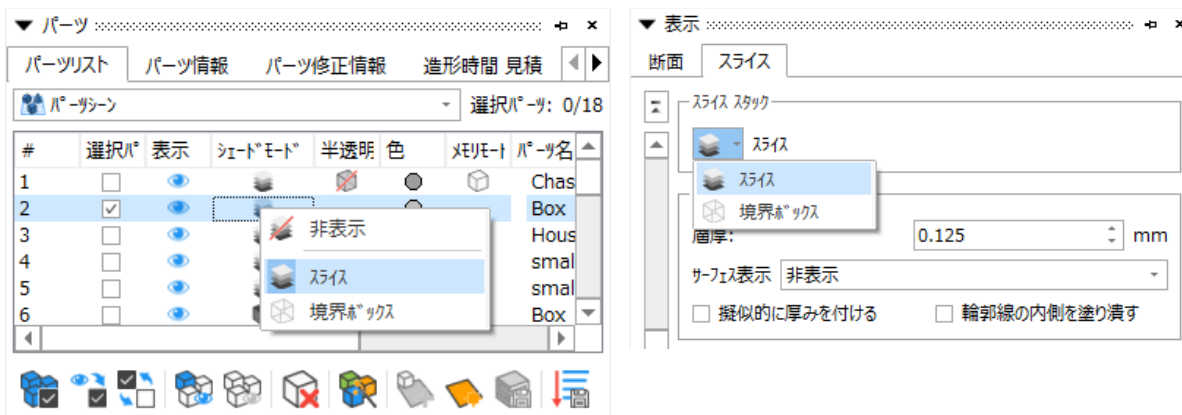 ▼ パーツ
パーツリスト パーツ情報 パーツ修正情報 造形時間 見積
ﾊﾟｰﾂｼｰﾝ 選択ﾊﾟｰﾂ: 0/18
# 選択ﾊﾟ 表示 ｼｪｰﾄﾞﾓｰﾄﾞ 半透明 色 ﾒﾓﾘﾓｰﾄ ﾊﾟｰﾂ名
1 Chas
2 Box
3 Hous
4 smal
5 smal
6 Box
非表示
ｽﾗｲｽ
境界ﾎﾞｯｸｽ
▼ 表示
断面 スライス
ｽﾗｲｽ ｽﾀｯｸ
ｽﾗｲｽ
ｽﾗｲｽ
境界ﾎﾞｯｸｽ
層厚: 0.125 mm
ｻｰﾌｪｽ表示 非表示
擬似的に厚みを付ける 輪郭線の内側を塗り潰す